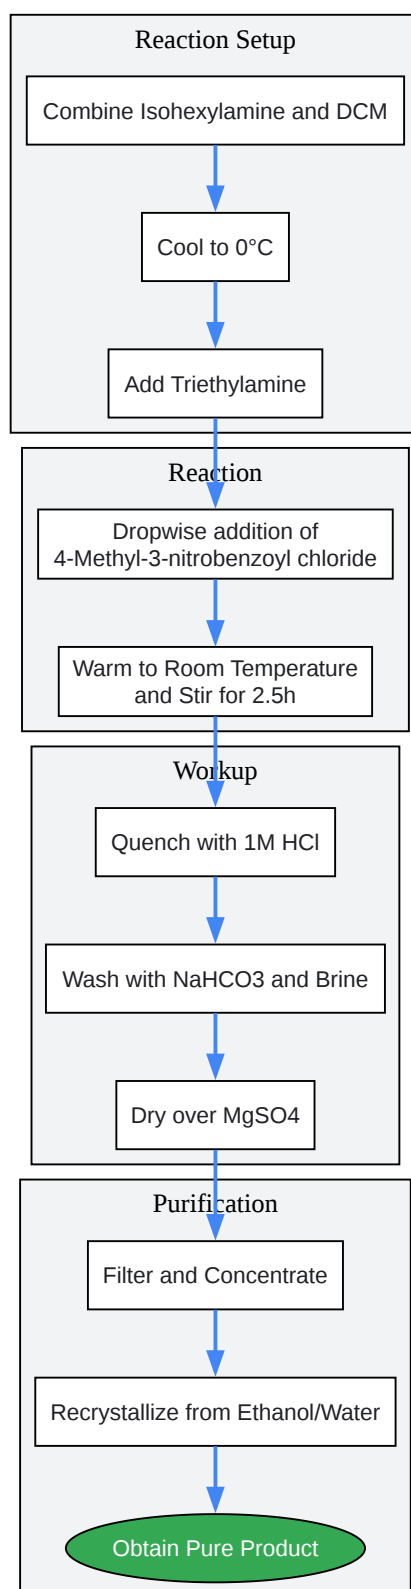 Reaction Setup
Combine Isohexylamine and DCM
Cool to 0°C
Add Triethylamine
Reaction
Dropwise addition of
4-Methyl-3-nitrobenzoyl chloride
Warm to Room Temperature
and Stir for 2.5h
Workup
Quench with 1M HCl
Wash with NaHCO3 and Brine
Dry over MgSO4
Purification
Filter and Concentrate
Recrystallize from Ethanol/Water
Obtain Pure Product